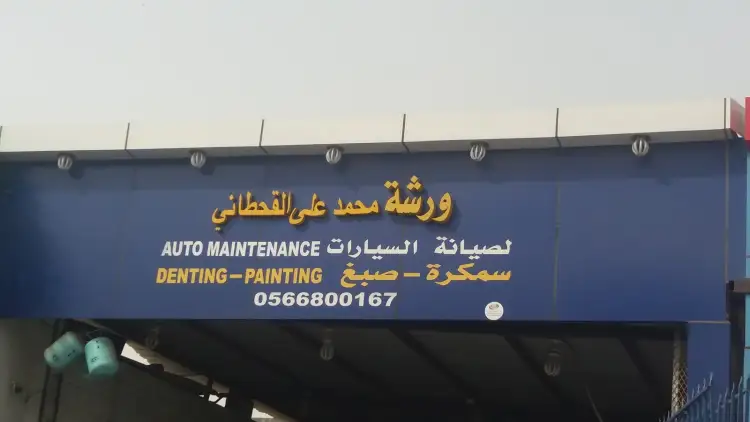 ورشة محمد على القحطاني
لصيانة السيارات AUTO MAINTENANCE
سمكرة - صبغ DENTING-PAINTING
0566800167